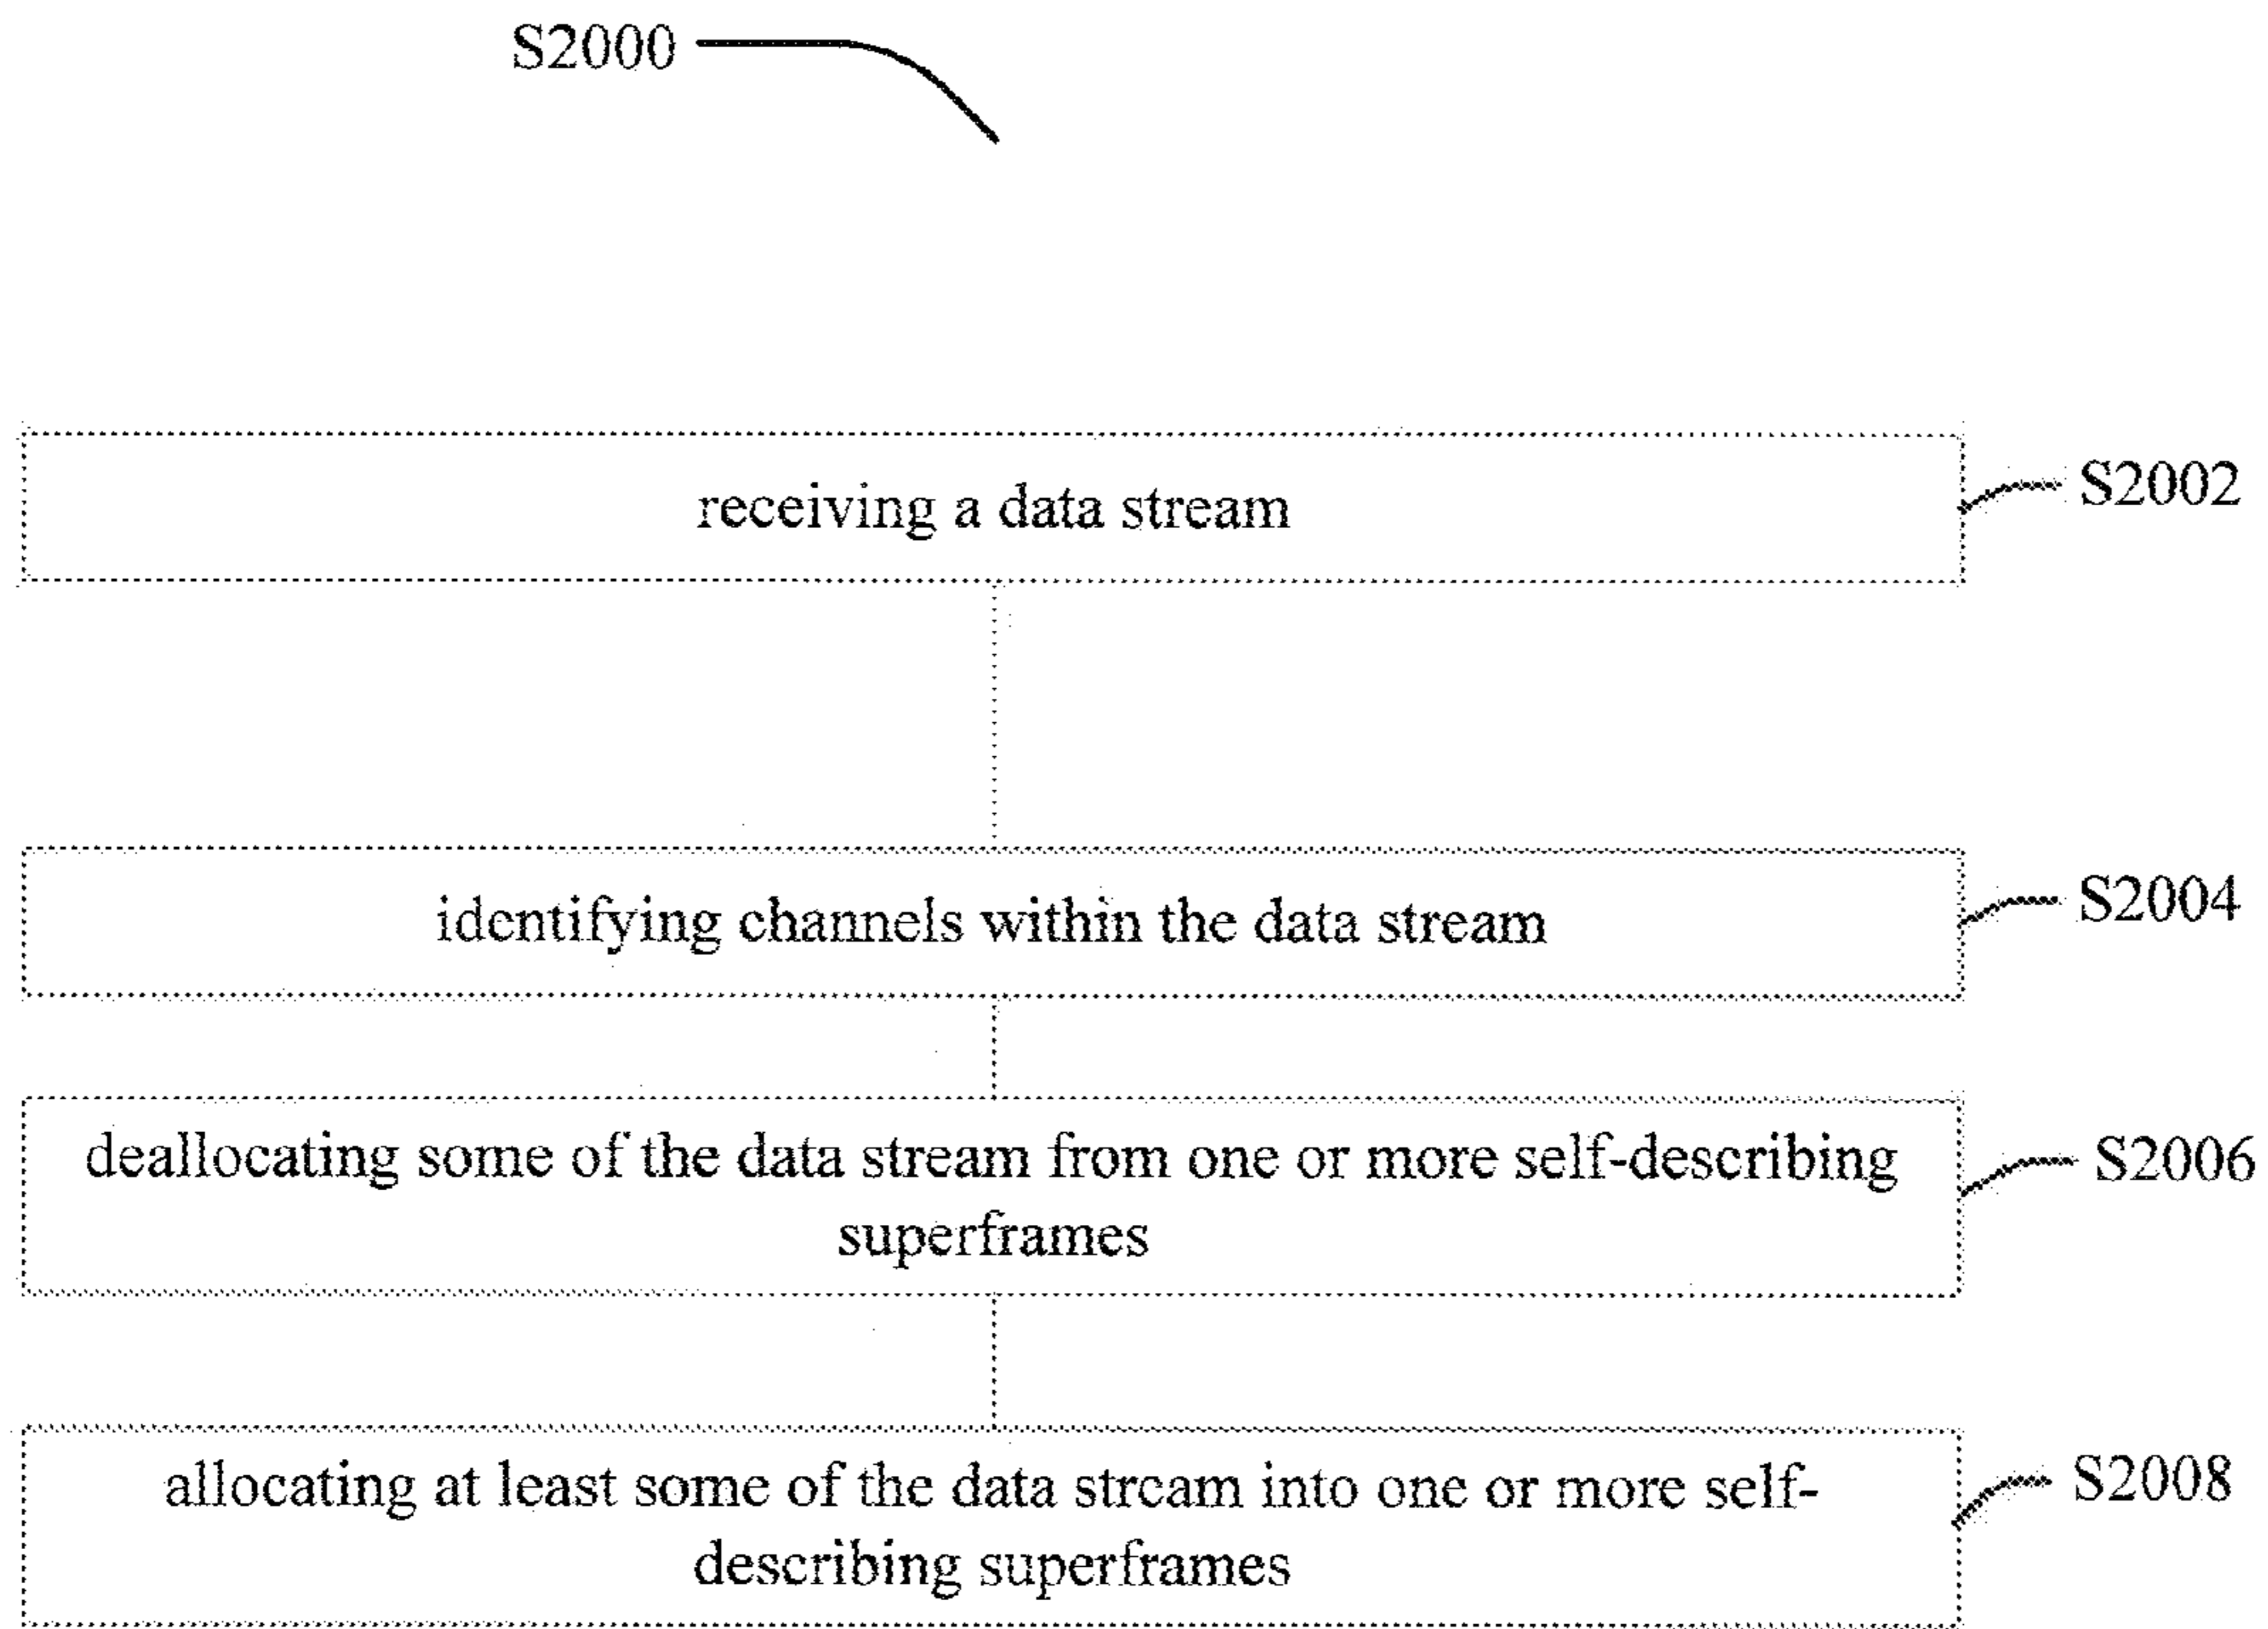 S2000
receiving a data stream
S2002
identifying channels within the data stream
S2004
deallocating some of the data stream from one or more self-describing
superframes
S2006
allocating at least some of the data stream into one or more self-
describing superframes
S2008